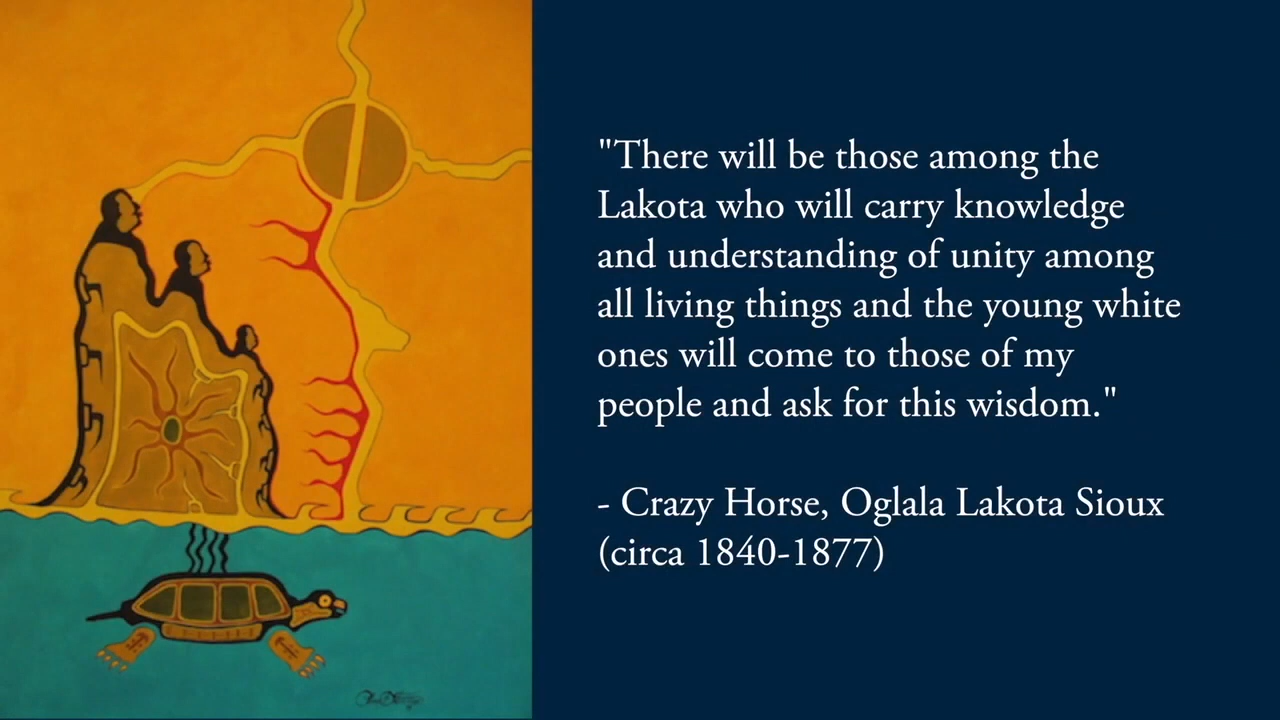 "There will be those among the
Lakota who will carry knowledge
and understanding of unity among
all living things and the young white
ones will come to those of my
people and ask for this wisdom."
- Crazy Horse, Oglala Lakota Sioux
(circa 1840-1877)